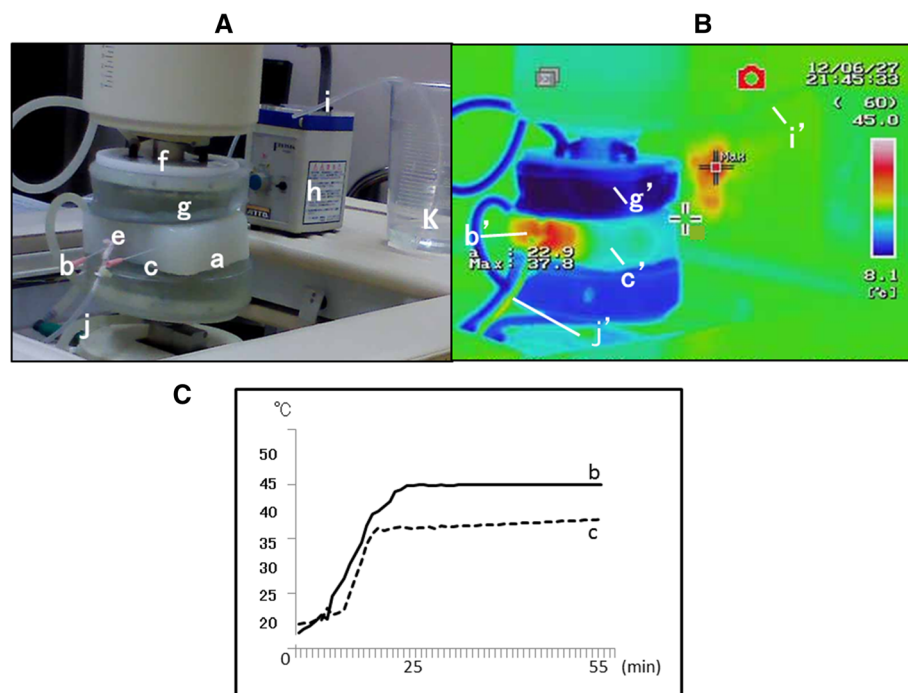 A
B
f
g
e
b
c
a
j
i
h
K
12/06/27
21:45:33
( 60)
45.0
i'
Max
g'
b'
a : 22.9
Max: 37.8
c'
j'
8.1
[℃]
C
℃
50
45
40
35
30
25
20
0
25
55
(min)
b
c